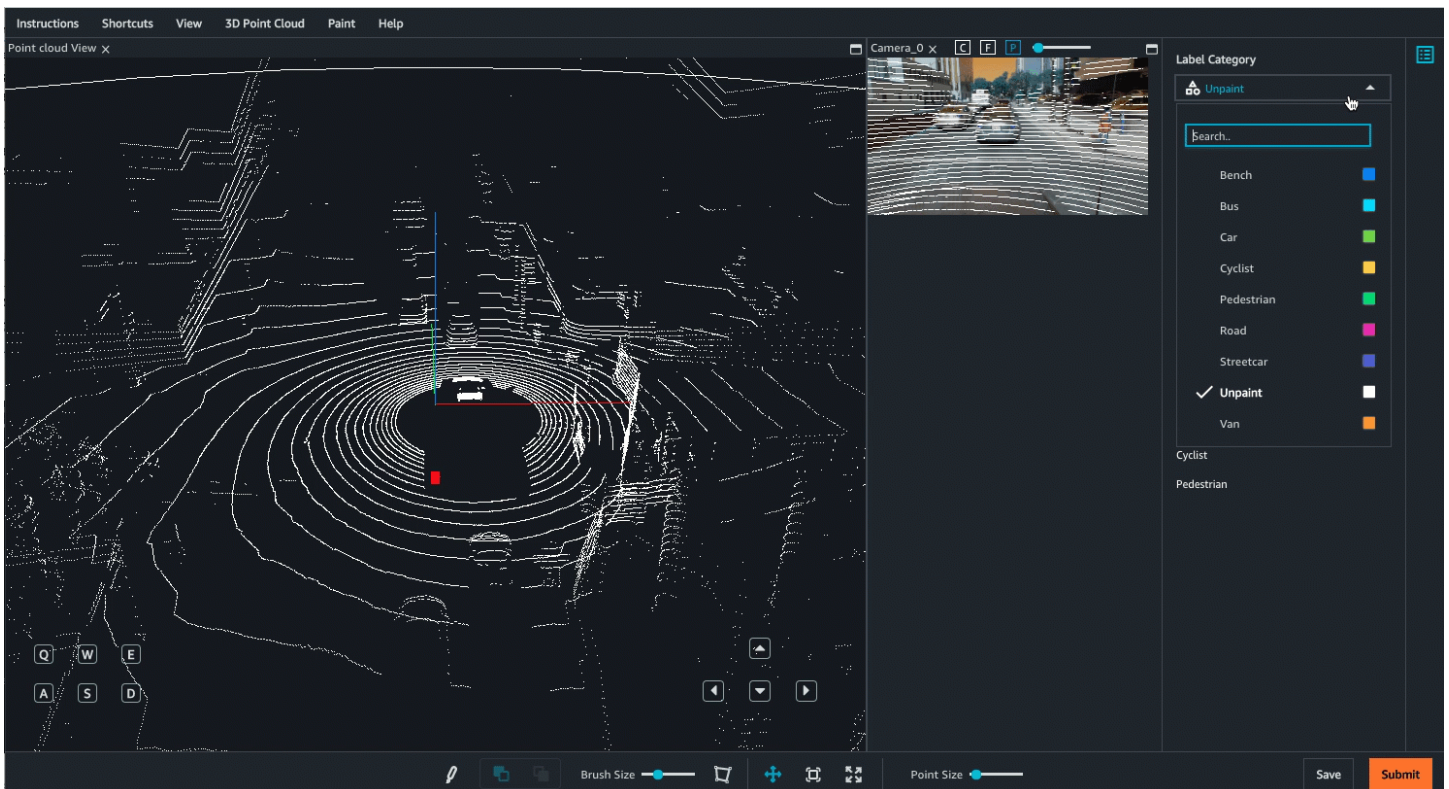 Instructions Shortcuts View 3D Point Cloud Paint Help
Point cloud View x
Camera_0 x C F P
Label Category
Unpaint
Search..
Bench
Bus
Car
Cyclist
Pedestrian
Road
Streetcar
Unpaint
Van
Cyclist
Pedestrian
Q W E
A S D
Brush Size
Point Size
Save
Submit